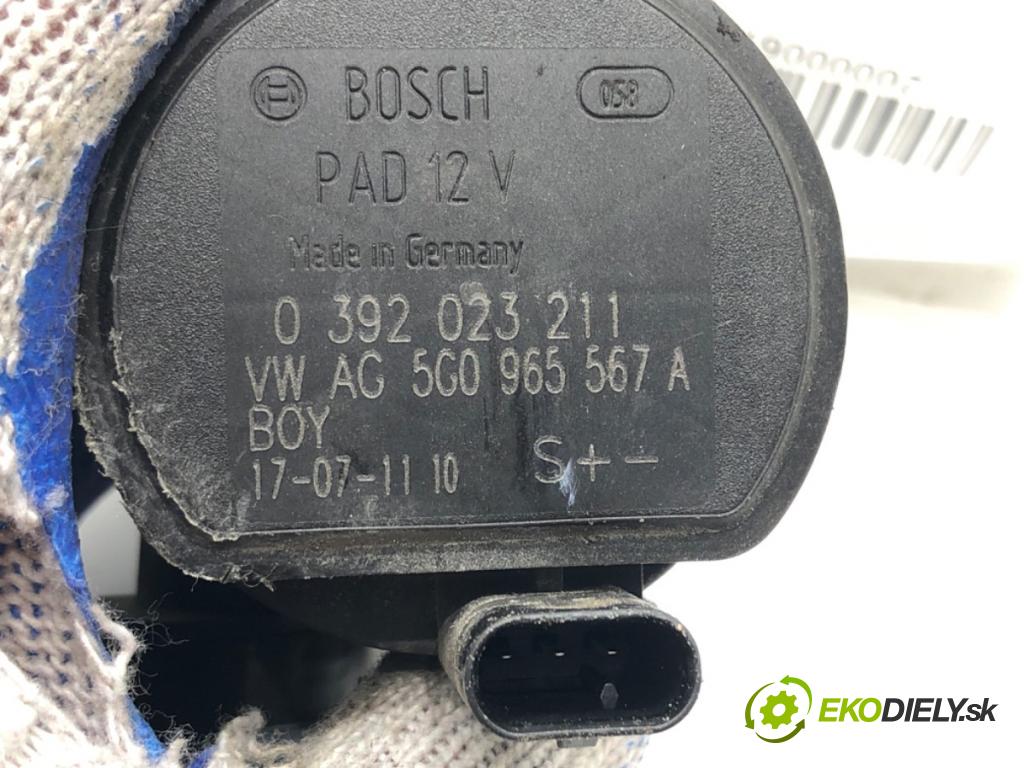 BOSCH 058
PAD 12 V
Made in Germany
0 392 023 211
VW AG 5G0 965 567 A
BOY
17-07-11 10 S + -
EKODIELY.sk